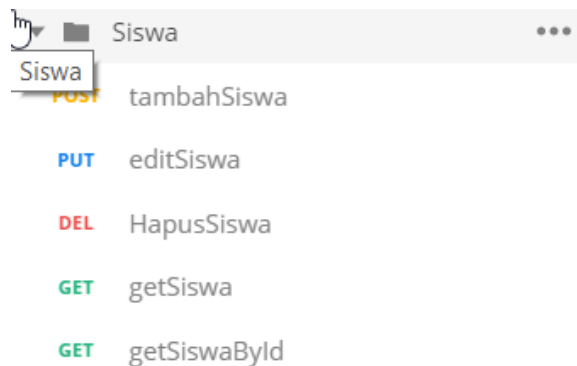 Siswa
Siswa
POST tambahSiswa
PUT editSiswa
DEL HapusSiswa
GET getSiswa
GET getSiswaById